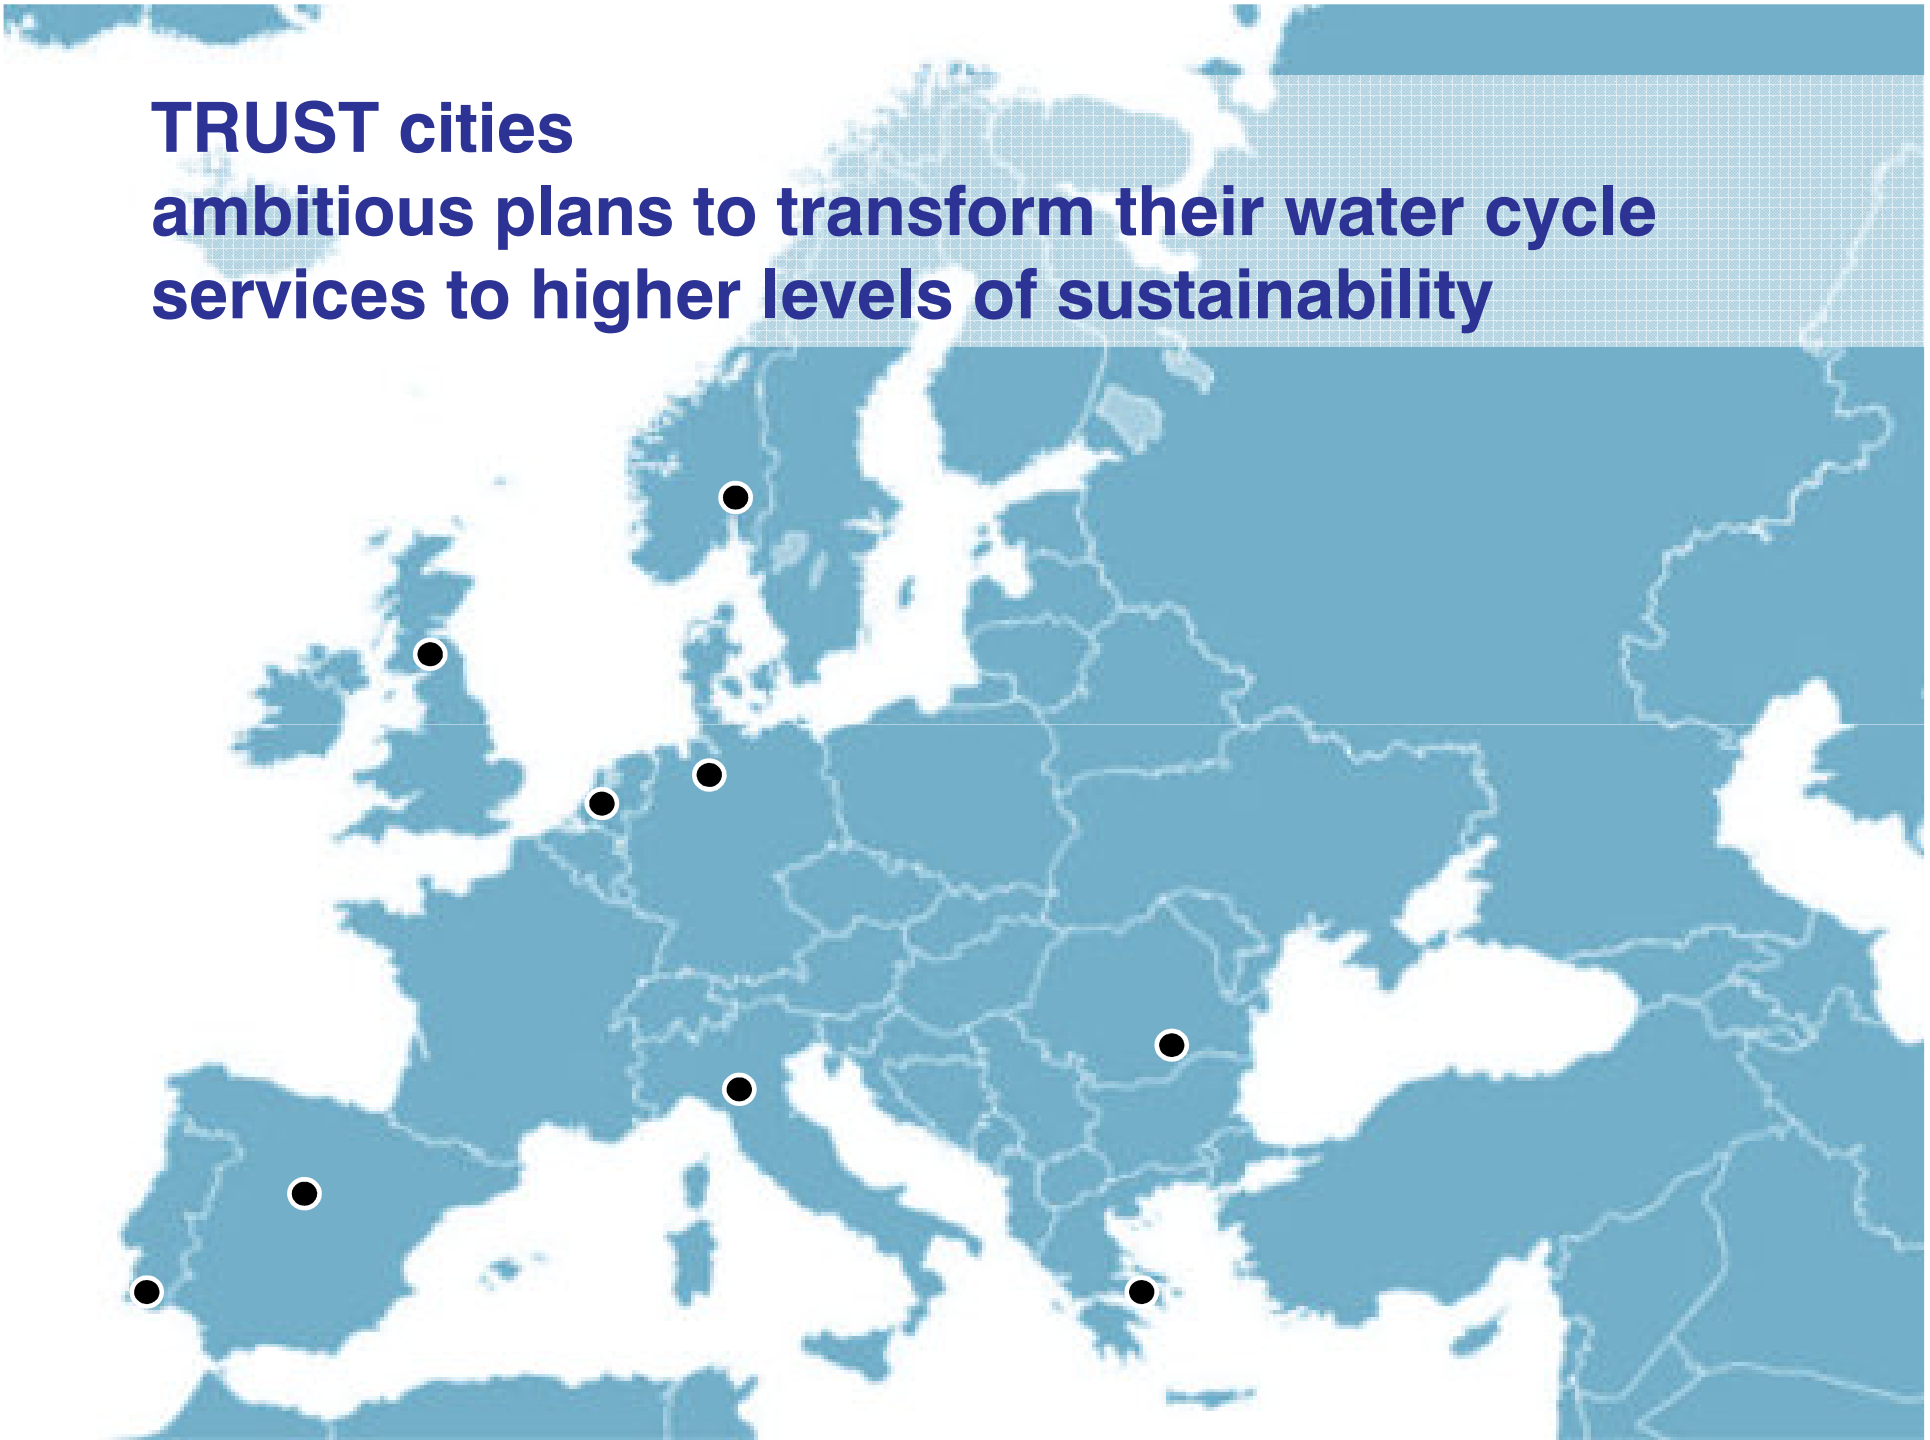 TRUST cities
ambitious plans to transform their water cycle
services to higher levels of sustainability